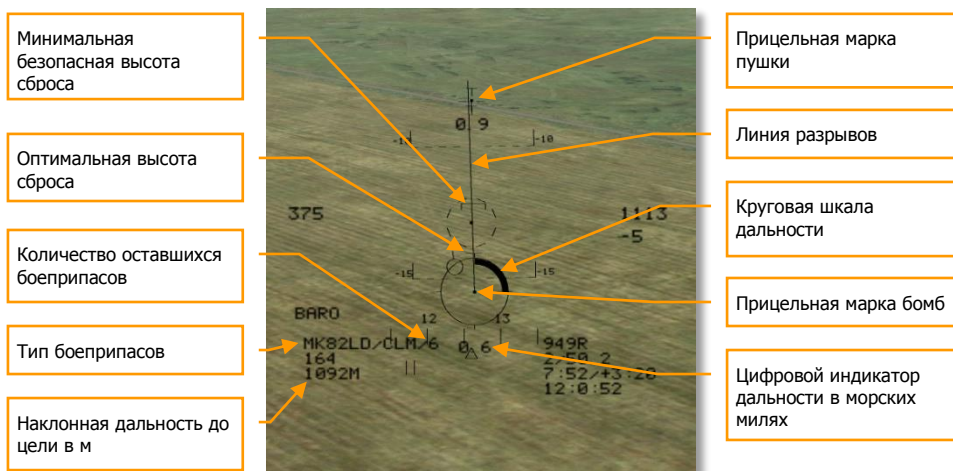 Минимальная
безопасная высота
сброса
Оптимальная высота
сброса
Количество оставшихся
боеприпасов
Тип боеприпасов
Наклонная дальность до
цели в м
0 9
-10
-10
375
1113
-5
-15
-15
BARO
12
13
MK82LD/CLM/6
0 6
949R
164
2/50 2
1092M
7:52/+3:20
12:0:52
Прицельная марка
пушки
Линия разрывов
Круговая шкала
дальности
Прицельная марка бомб
Цифровой индикатор
дальности в морских
милях